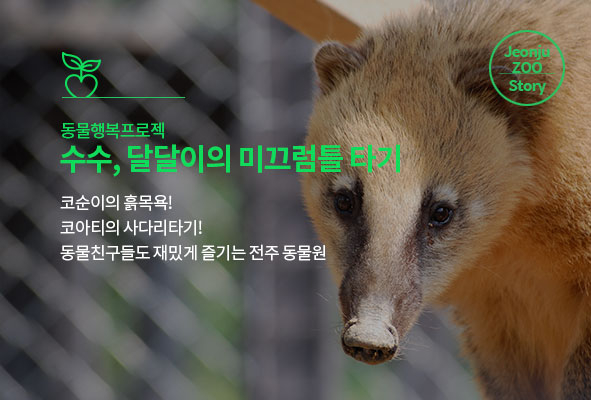 Jeonju
ZOO
Story
동물행복프로젝
수수, 달달이의 미끄럼틀 타기
코순이의 흙목욕!
코아티의 사다리타기!
동물친구들도 재밌게 즐기는 전주 동물원